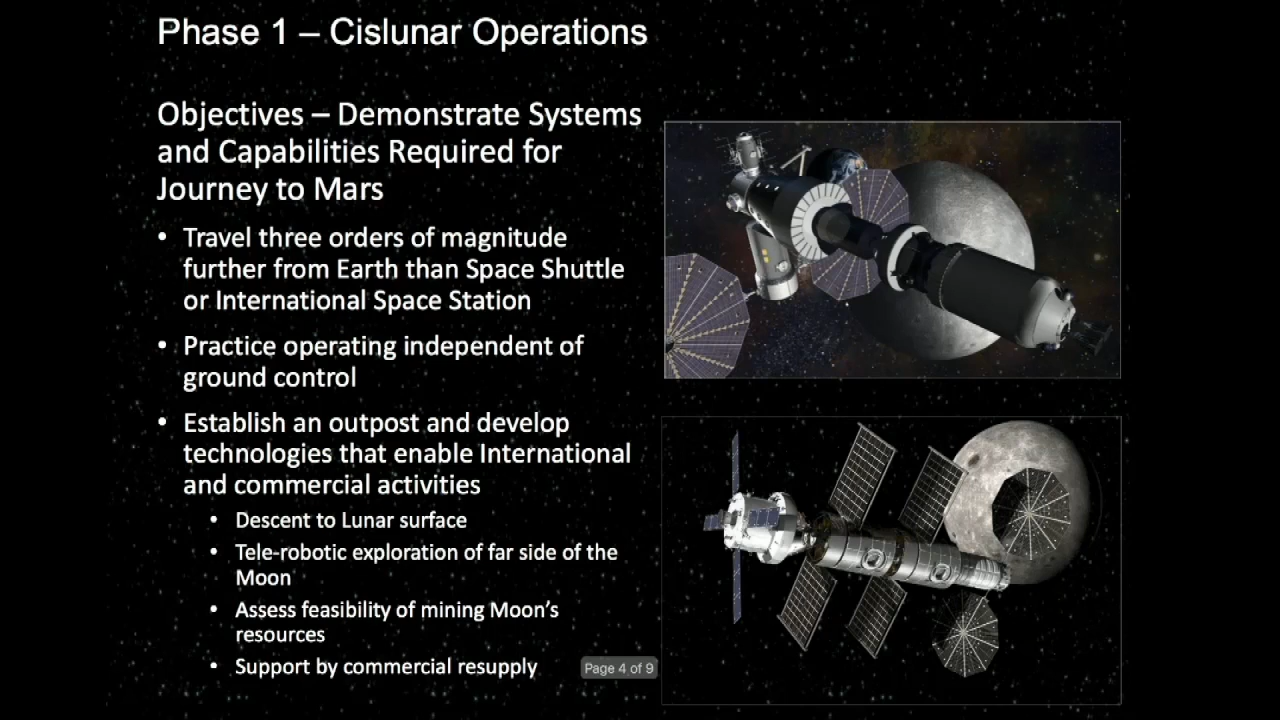 Phase 1 – Cislunar Operations
Objectives – Demonstrate Systems
and Capabilities Required for
Journey to Mars
• Travel three orders of magnitude
further from Earth than Space Shuttle
or International Space Station
• Practice operating independent of
ground control
• Establish an outpost and develop
technologies that enable International
and commercial activities
• Descent to Lunar surface
• Tele-robotic exploration of far side of the
Moon
• Assess feasibility of mining Moon’s
resources
• Support by commercial resupply
Page 4 of 9